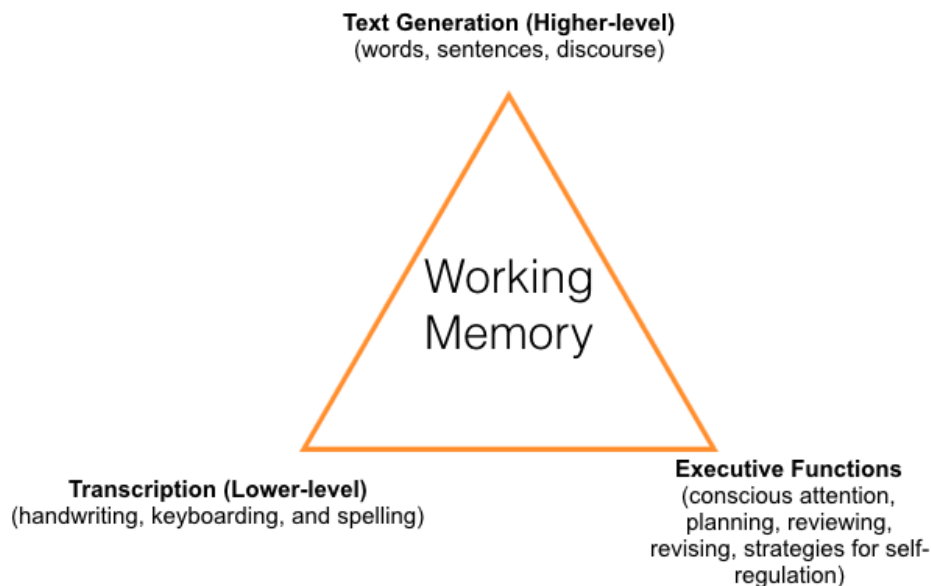 Text Generation (Higher-level)
(words, sentences, discourse)
Working
Memory
Transcription (Lower-level)
(handwriting, keyboarding, and spelling)
Executive Functions
(conscious attention,
planning, reviewing,
revising, strategies for self-
regulation)